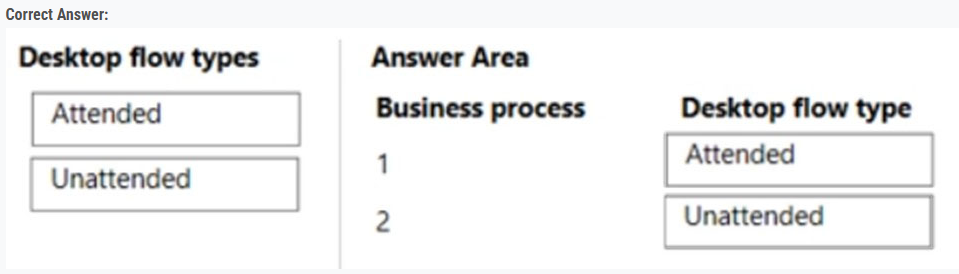 Correct Answer:
Desktop flow types
Attended
Unattended
Answer Area
Business process Desktop flow type
1 Attended
2 Unattended